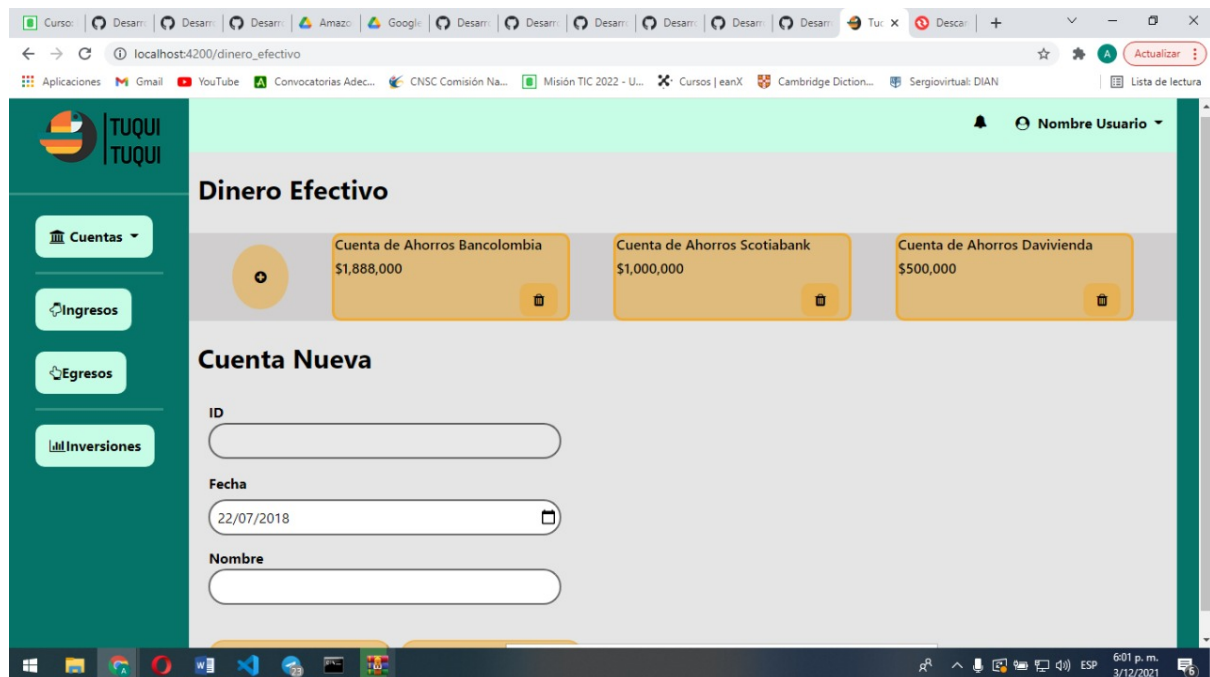 Curso: Desarr Desarr Desarr Amazo Google Desarr Desarr Desarr Desarr Desarr Desarr Tuc Descar
localhost:4200/dinero_efectivo
Actualizar
Aplicaciones Gmail YouTube Convocatorias Adec... CNSC Comisión Na... Misión TIC 2022 - U... Cursos | eanX Cambridge Diction... Sergiovirtual: DIAN Lista de lectura
TUQUI
TUQUI
Nombre Usuario
Dinero Efectivo
Cuentas
Ingresos
Egresos
Inversiones
Cuenta de Ahorros Bancolombia
$1,888,000
Cuenta de Ahorros Scotiabank
$1,000,000
Cuenta de Ahorros Davivienda
$500,000
Cuenta Nueva
ID
Fecha
22/07/2018
Nombre
ESP
6:01 p. m.
3/12/2021